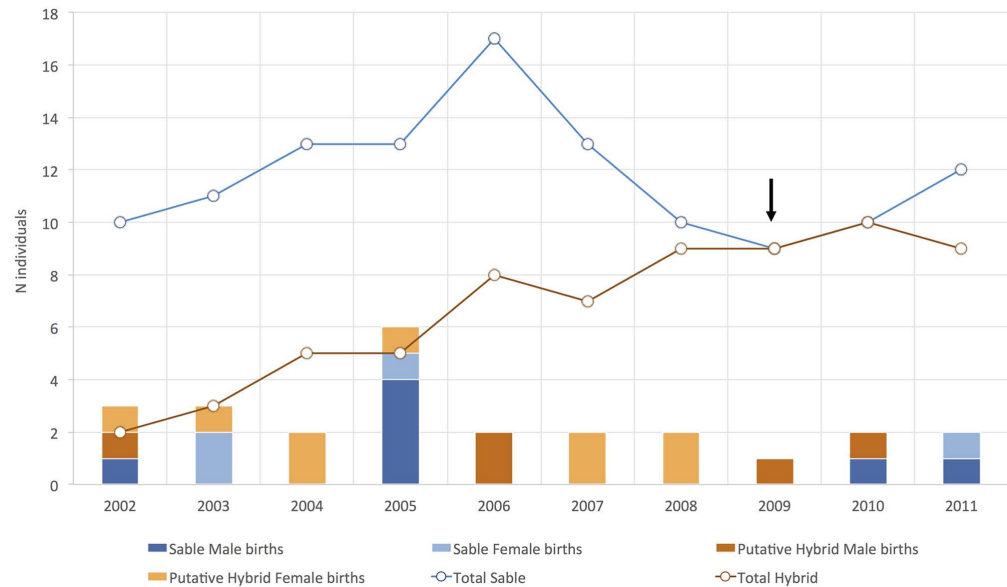 18
16
14
12
10
8
6
4
2
0
N individuals
2002 2003 2004 2005 2006 2007 2008 2009 2010 2011
Sable Male births Sable Female births Putative Hybrid Male births
Putative Hybrid Female births Total Sable Total Hybrid